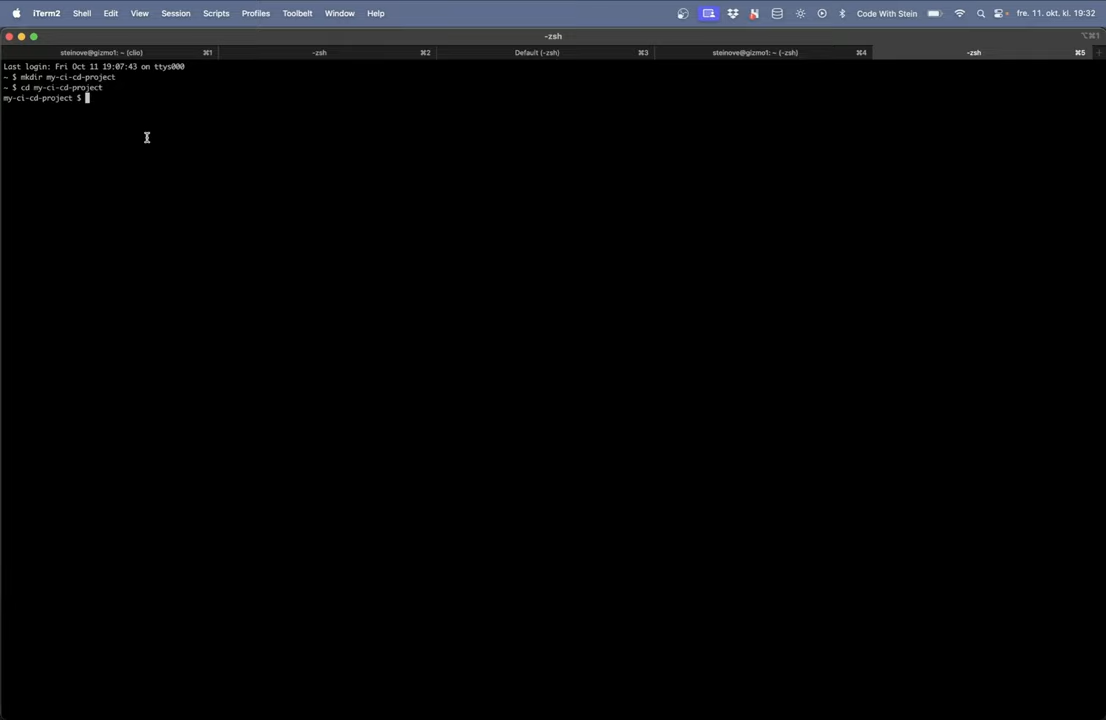 iTerm2 Shell Edit View Session Scripts Profiles Toolbelt Window Help Code With Stein fre. 11. okt. kl. 19:32
-zsh ⌥⌘1
steinove@gizmo1: ~ (clio) ⌘1 -zsh ⌘2 Default (-zsh) ⌘3 steinove@gizmo1: ~ (-zsh) ⌘4 -zsh ⌘5
Last login: Fri Oct 11 19:07:43 on ttys000
~ $ mkdir my-ci-cd-project
~ $ cd my-ci-cd-project
my-ci-cd-project $